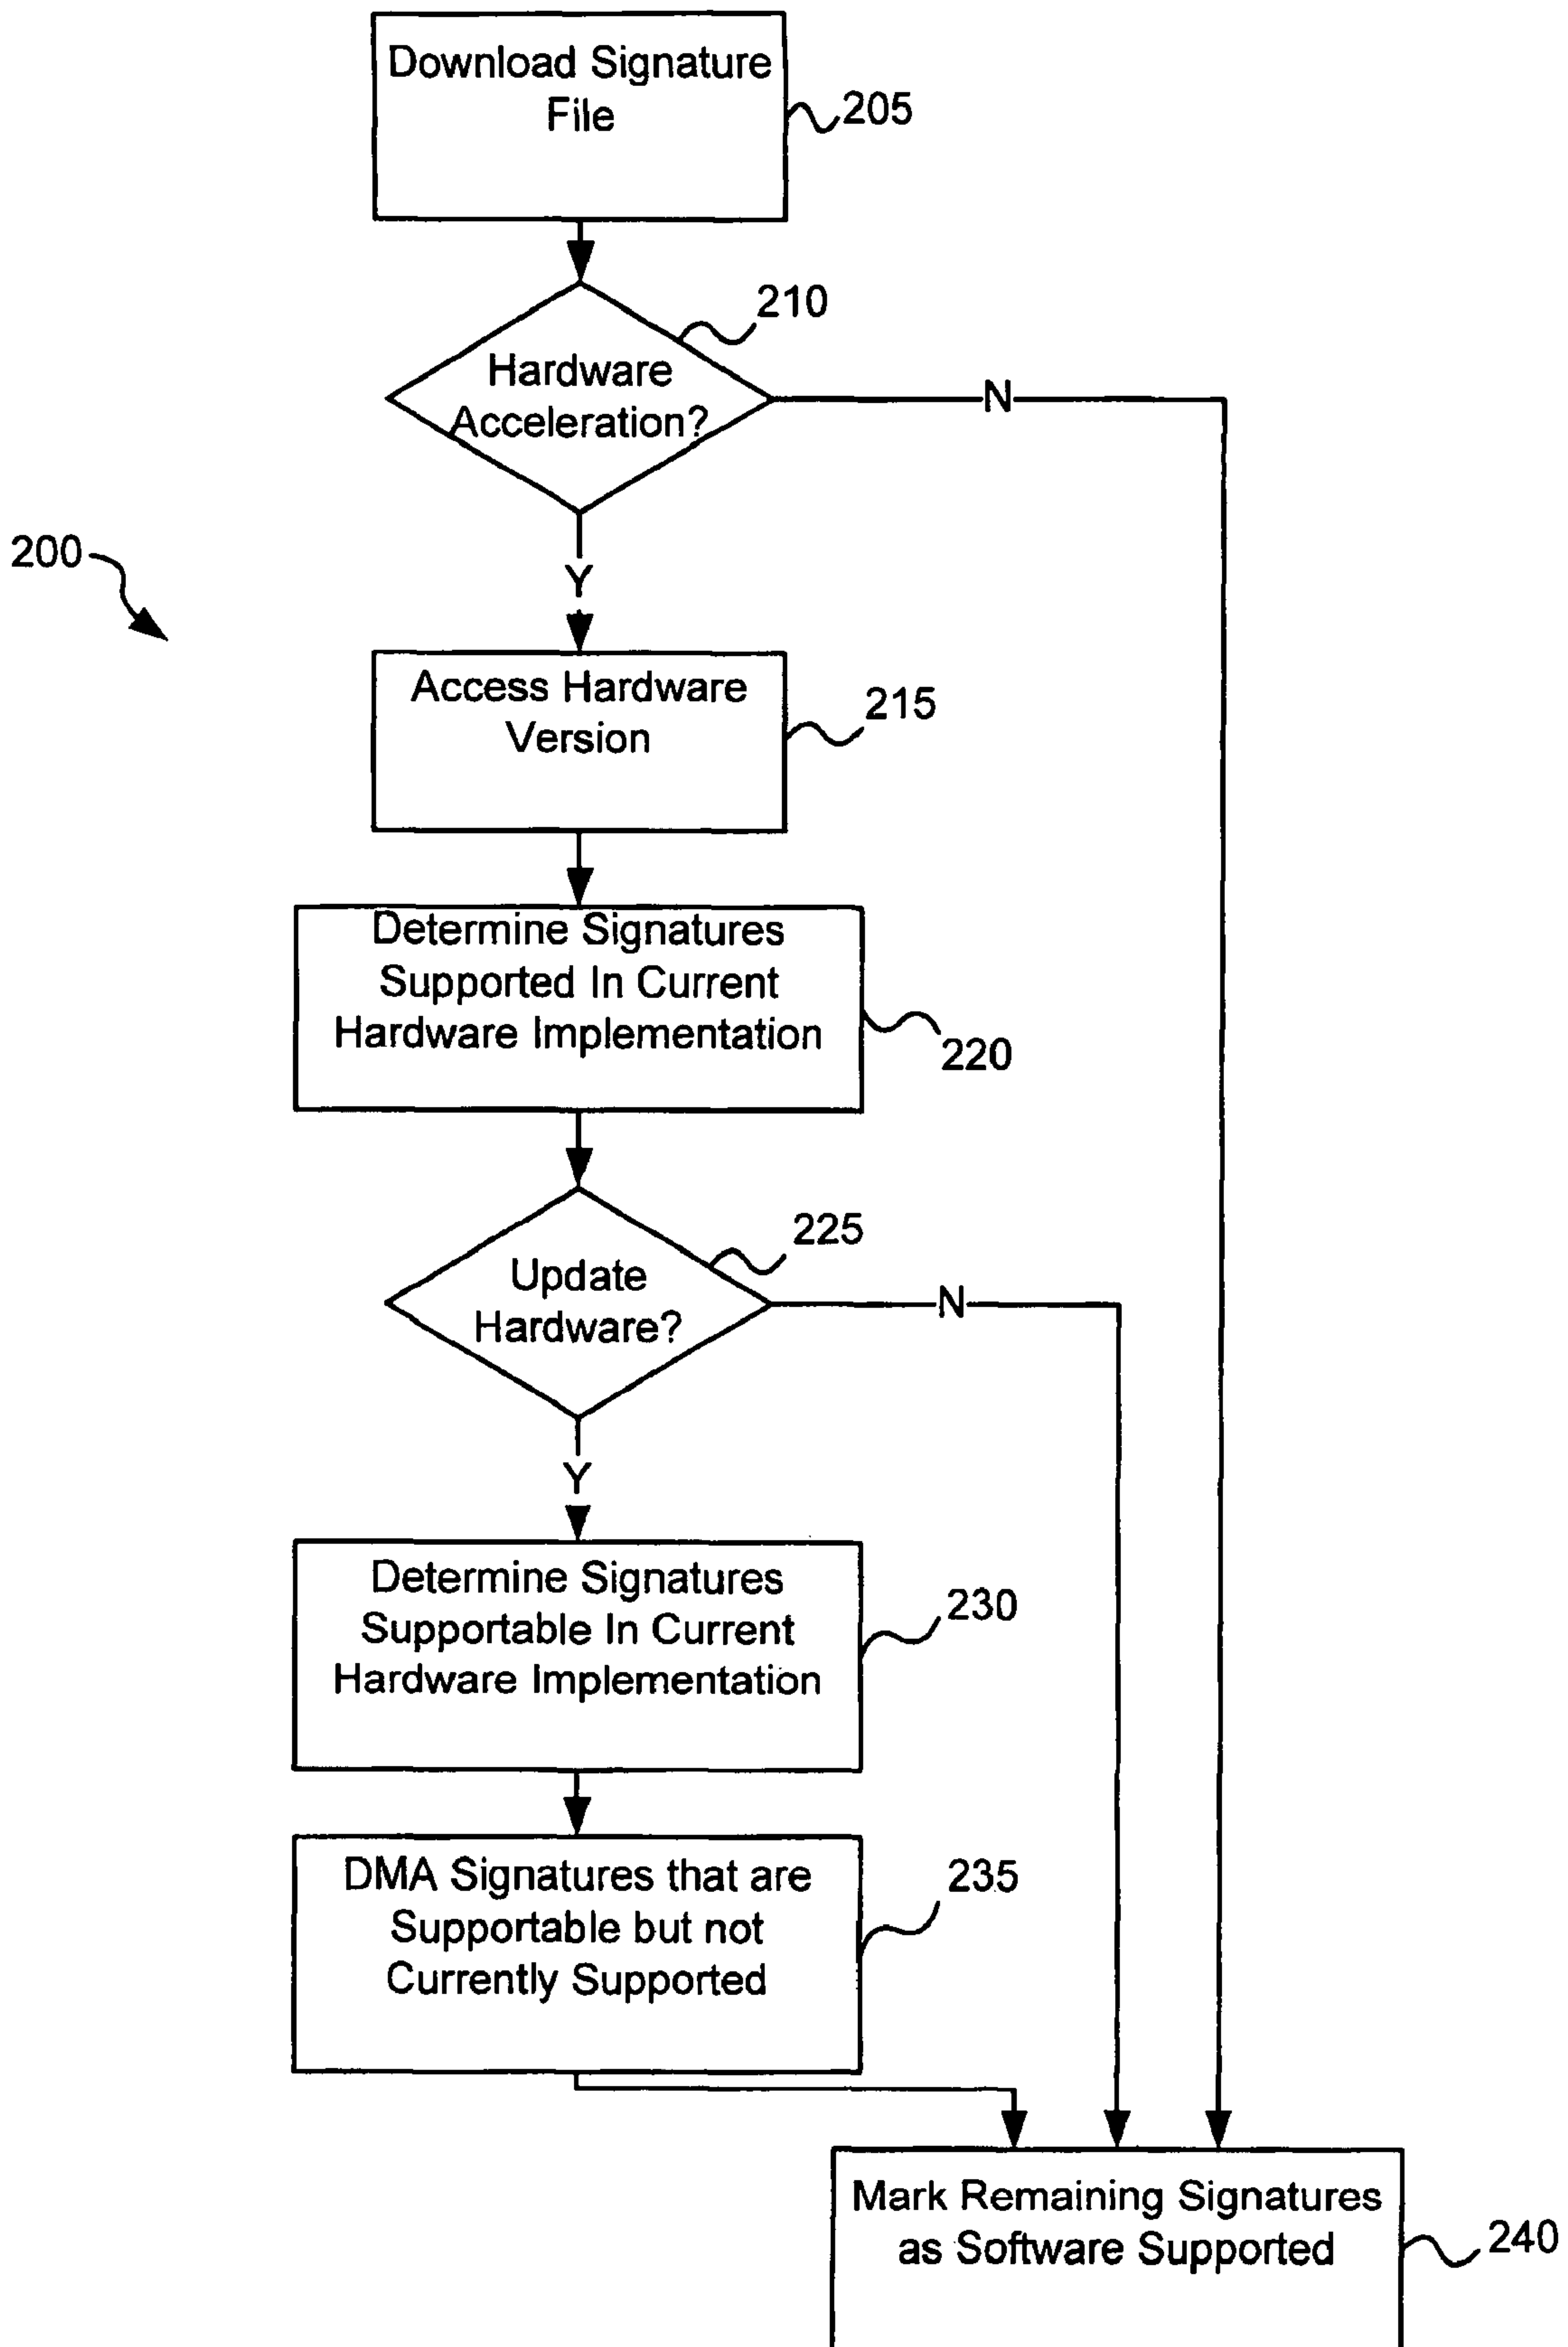 Download Signature
File
205
210
Hardware
Acceleration?
N
200
Y
Access Hardware
Version
215
Determine Signatures
Supported In Current
Hardware Implementation
220
225
Update
Hardware?
N
Y
Determine Signatures
Supportable In Current
Hardware Implementation
230
DMA Signatures that are
Supportable but not
Currently Supported
235
Mark Remaining Signatures
as Software Supported
240